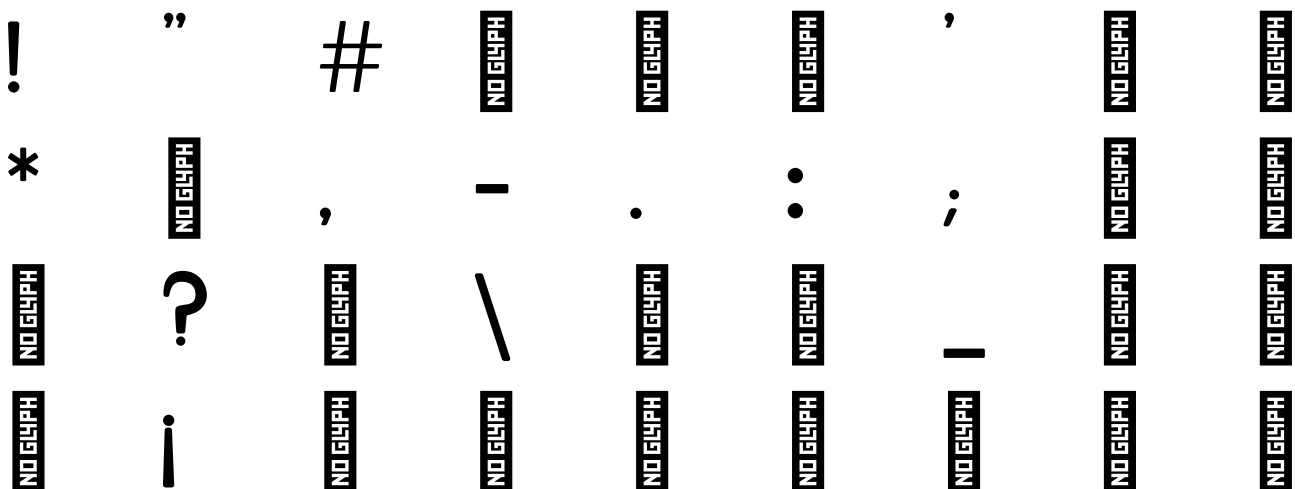 ! ” # NO GLYPH NO GLYPH NO GLYPH ’ NO GLYPH NO GLYPH
* NO GLYPH , - . : ; NO GLYPH NO GLYPH
NO GLYPH ? NO GLYPH \ NO GLYPH NO GLYPH _ NO GLYPH NO GLYPH
NO GLYPH ¡ NO GLYPH NO GLYPH NO GLYPH NO GLYPH NO GLYPH NO GLYPH NO GLYPH